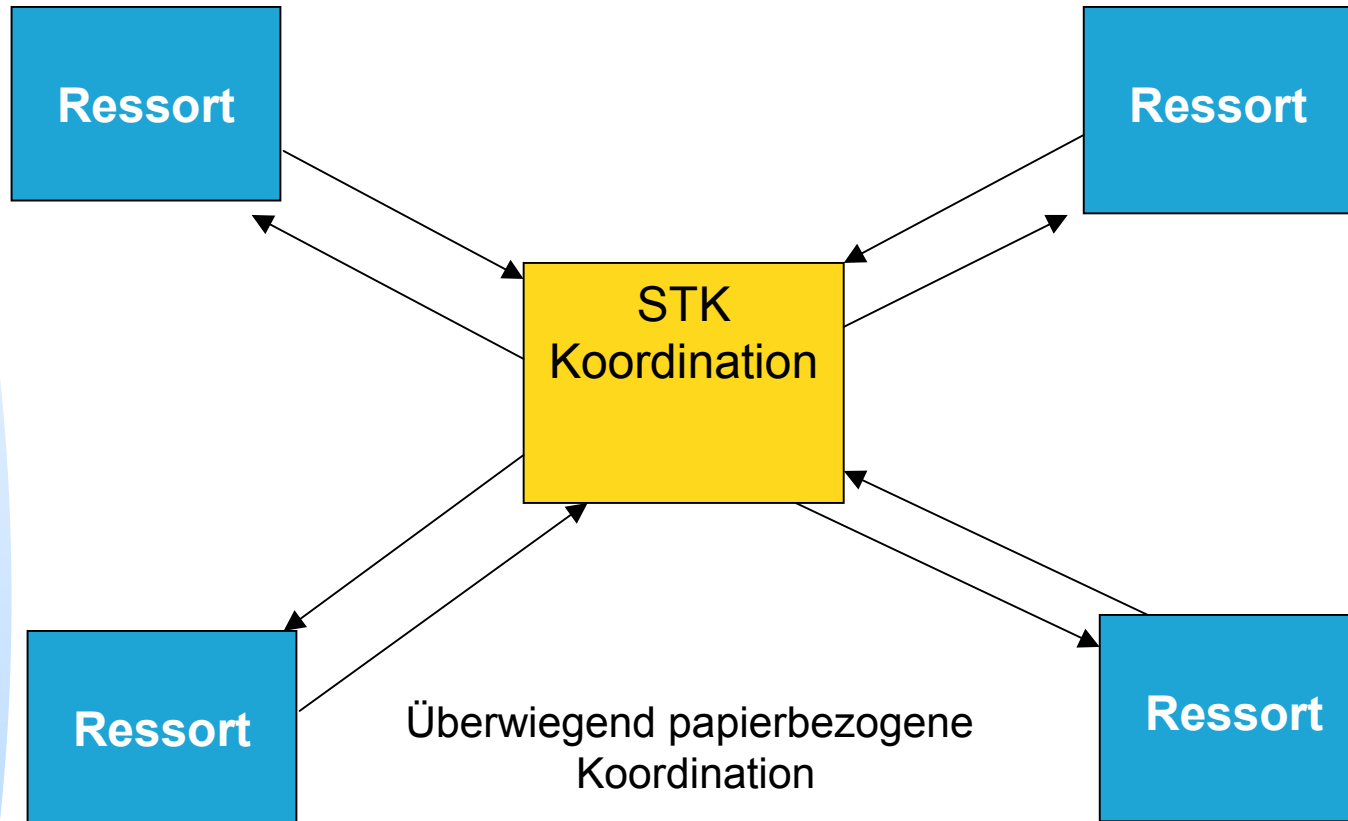 Ressort
Ressort
STK
Koordination
Ressort
Ressort
Überwiegend papierbezogene
Koordination